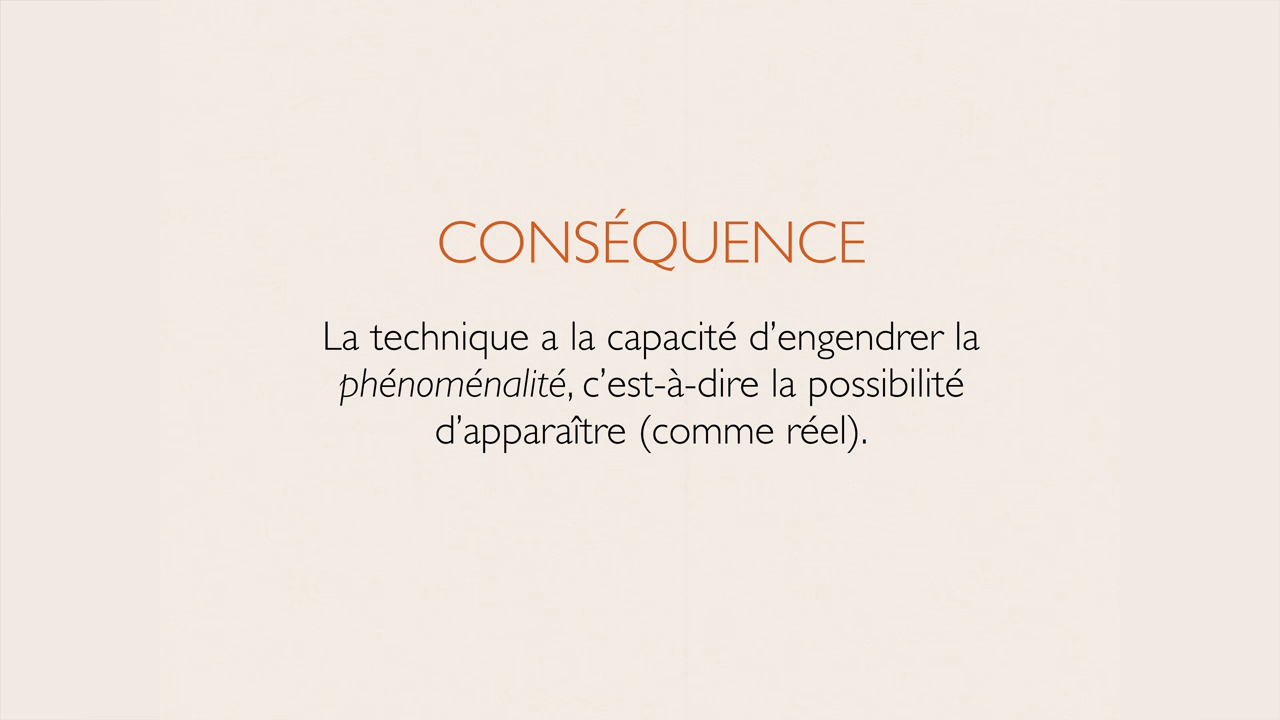 CONSÉQUENCE
La technique a la capacité d’engendrer la
phénoménalité, c’est-à-dire la possibilité
d’apparaître (comme réel).